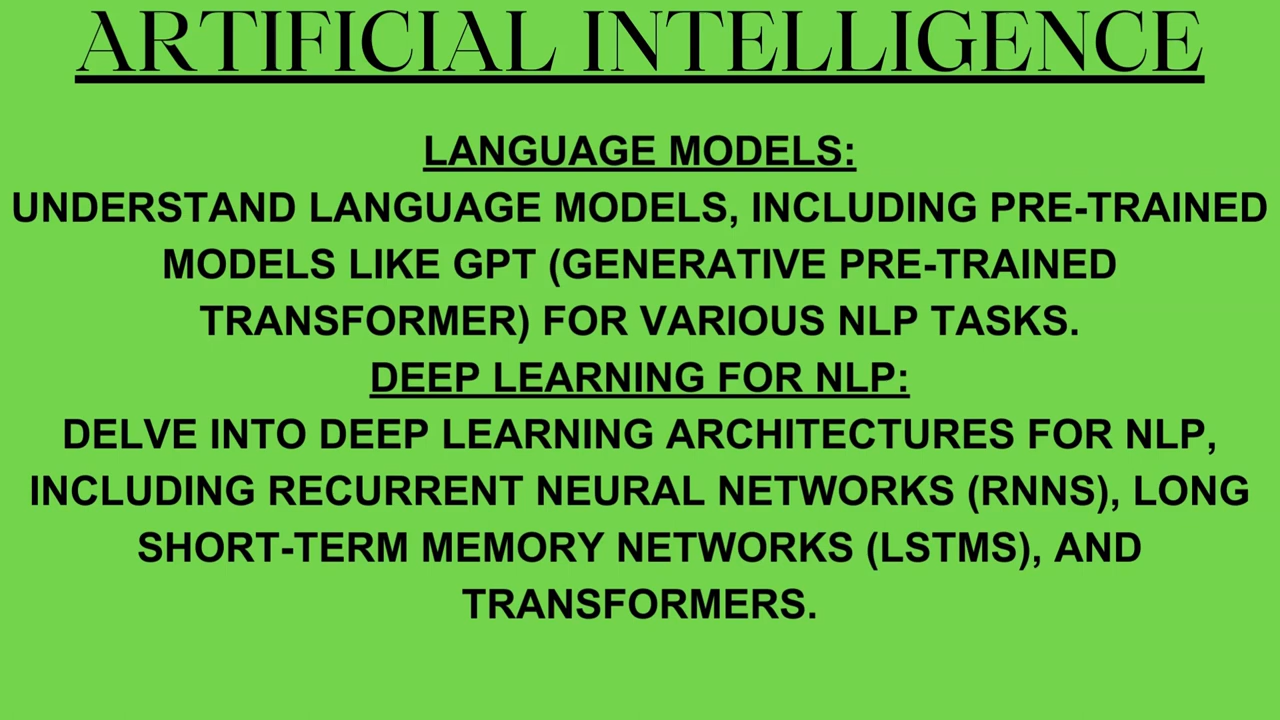 ARTIFICIAL INTELLIGENCE
LANGUAGE MODELS:
UNDERSTAND LANGUAGE MODELS, INCLUDING PRE-TRAINED
MODELS LIKE GPT (GENERATIVE PRE-TRAINED
TRANSFORMER) FOR VARIOUS NLP TASKS.
DEEP LEARNING FOR NLP:
DELVE INTO DEEP LEARNING ARCHITECTURES FOR NLP,
INCLUDING RECURRENT NEURAL NETWORKS (RNNS), LONG
SHORT-TERM MEMORY NETWORKS (LSTMS), AND
TRANSFORMERS.